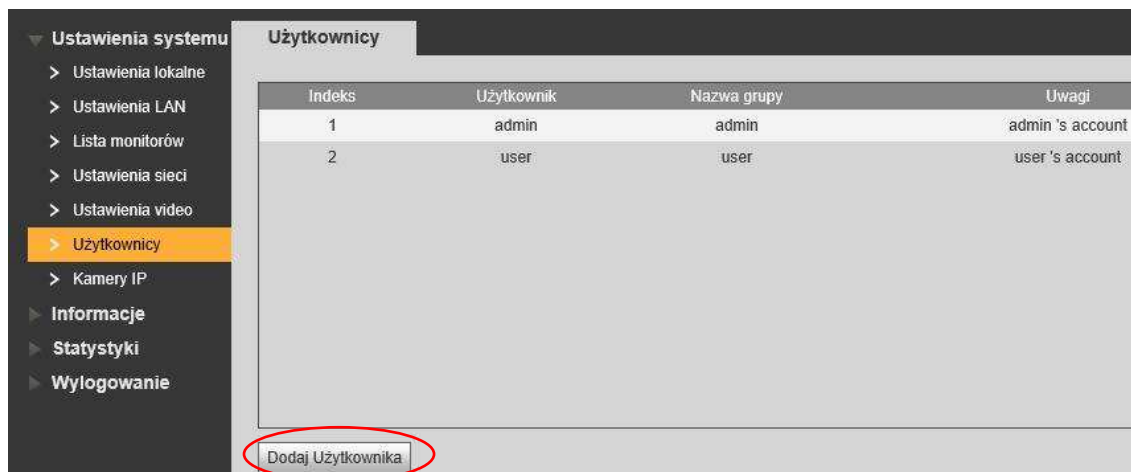 Ustawienia systemu
Ustawienia lokalne
Ustawienia LAN
Lista monitorów
Ustawienia sieci
Ustawienia video
Użytkownicy
Kamery IP
Informacje
Statystyki
Wylogowanie
Użytkownicy
Indeks Użytkownik Nazwa grupy Uwagi
1 admin admin admin 's account
2 user user user 's account
Dodaj Użytkownika